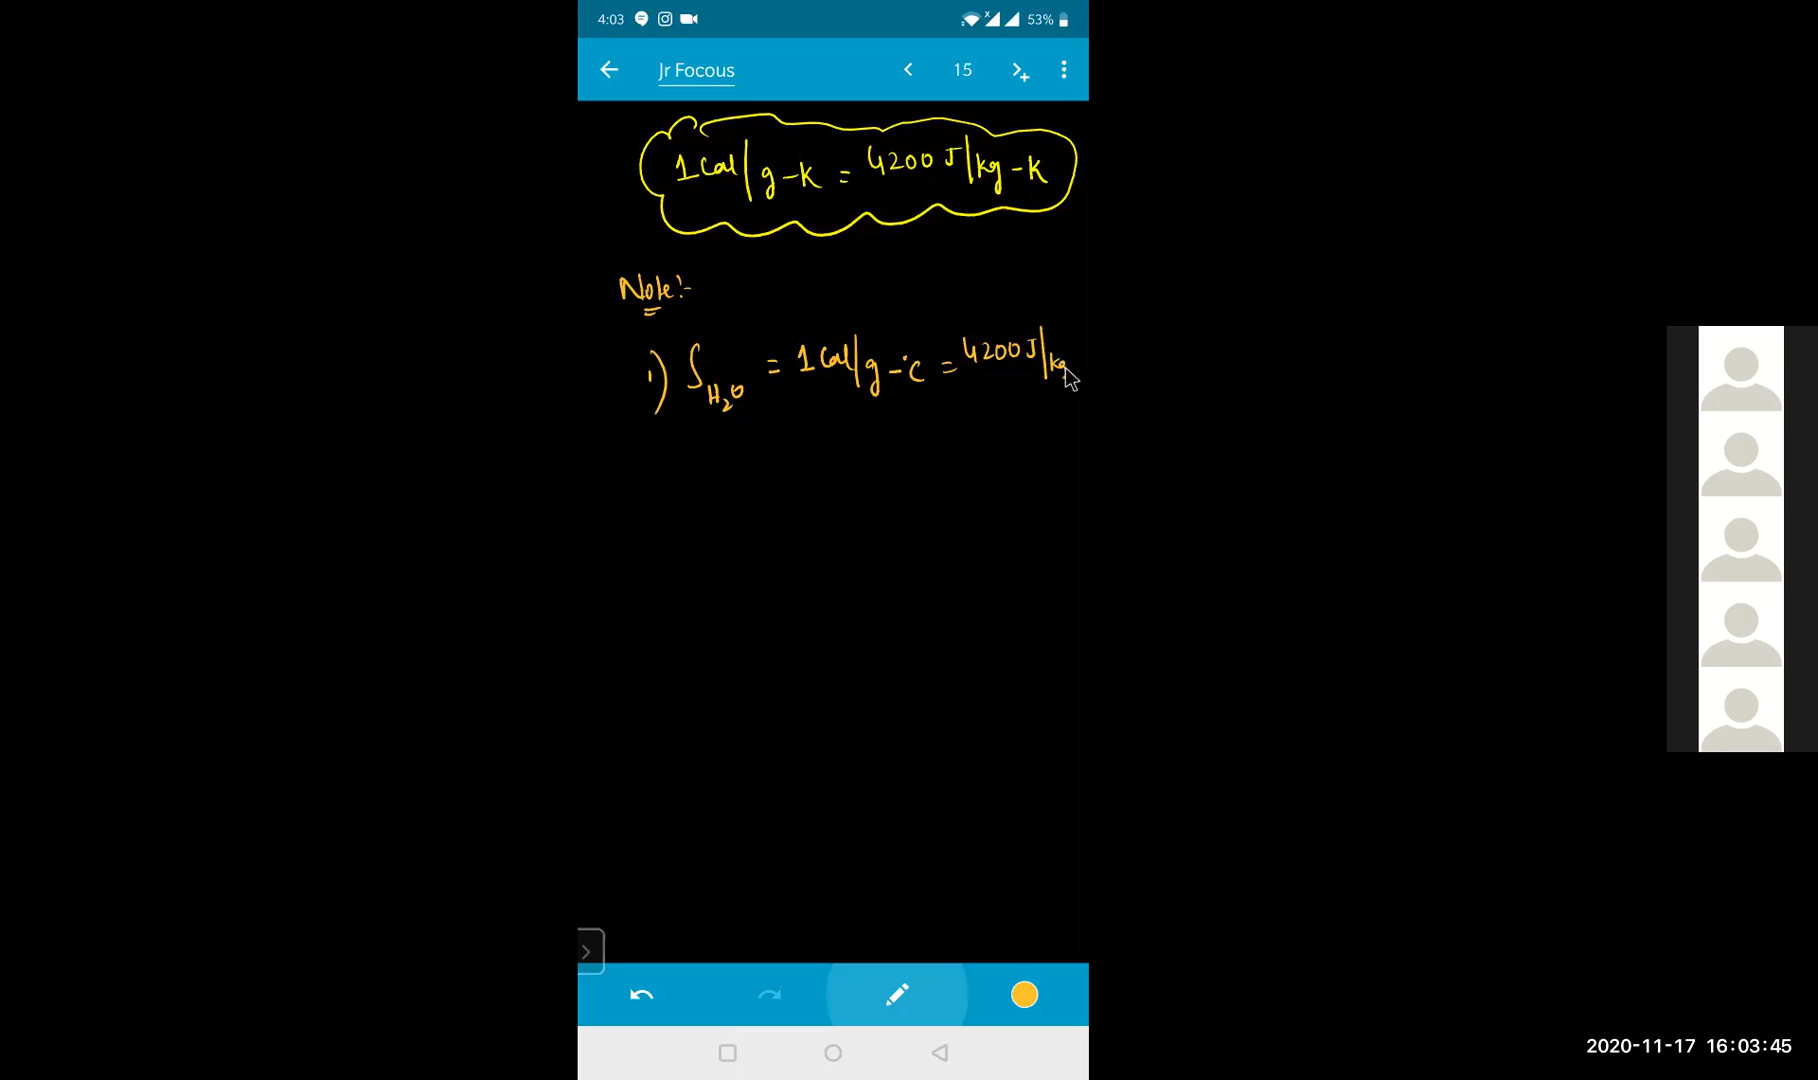 4:03 53%
Jr Focous 15
1 Cal/g-K = 4200 J/kg-K
Note:-
1) S H₂O = 1 Cal/g-°C = 4200 J/kg
2020-11-17 16:03:45